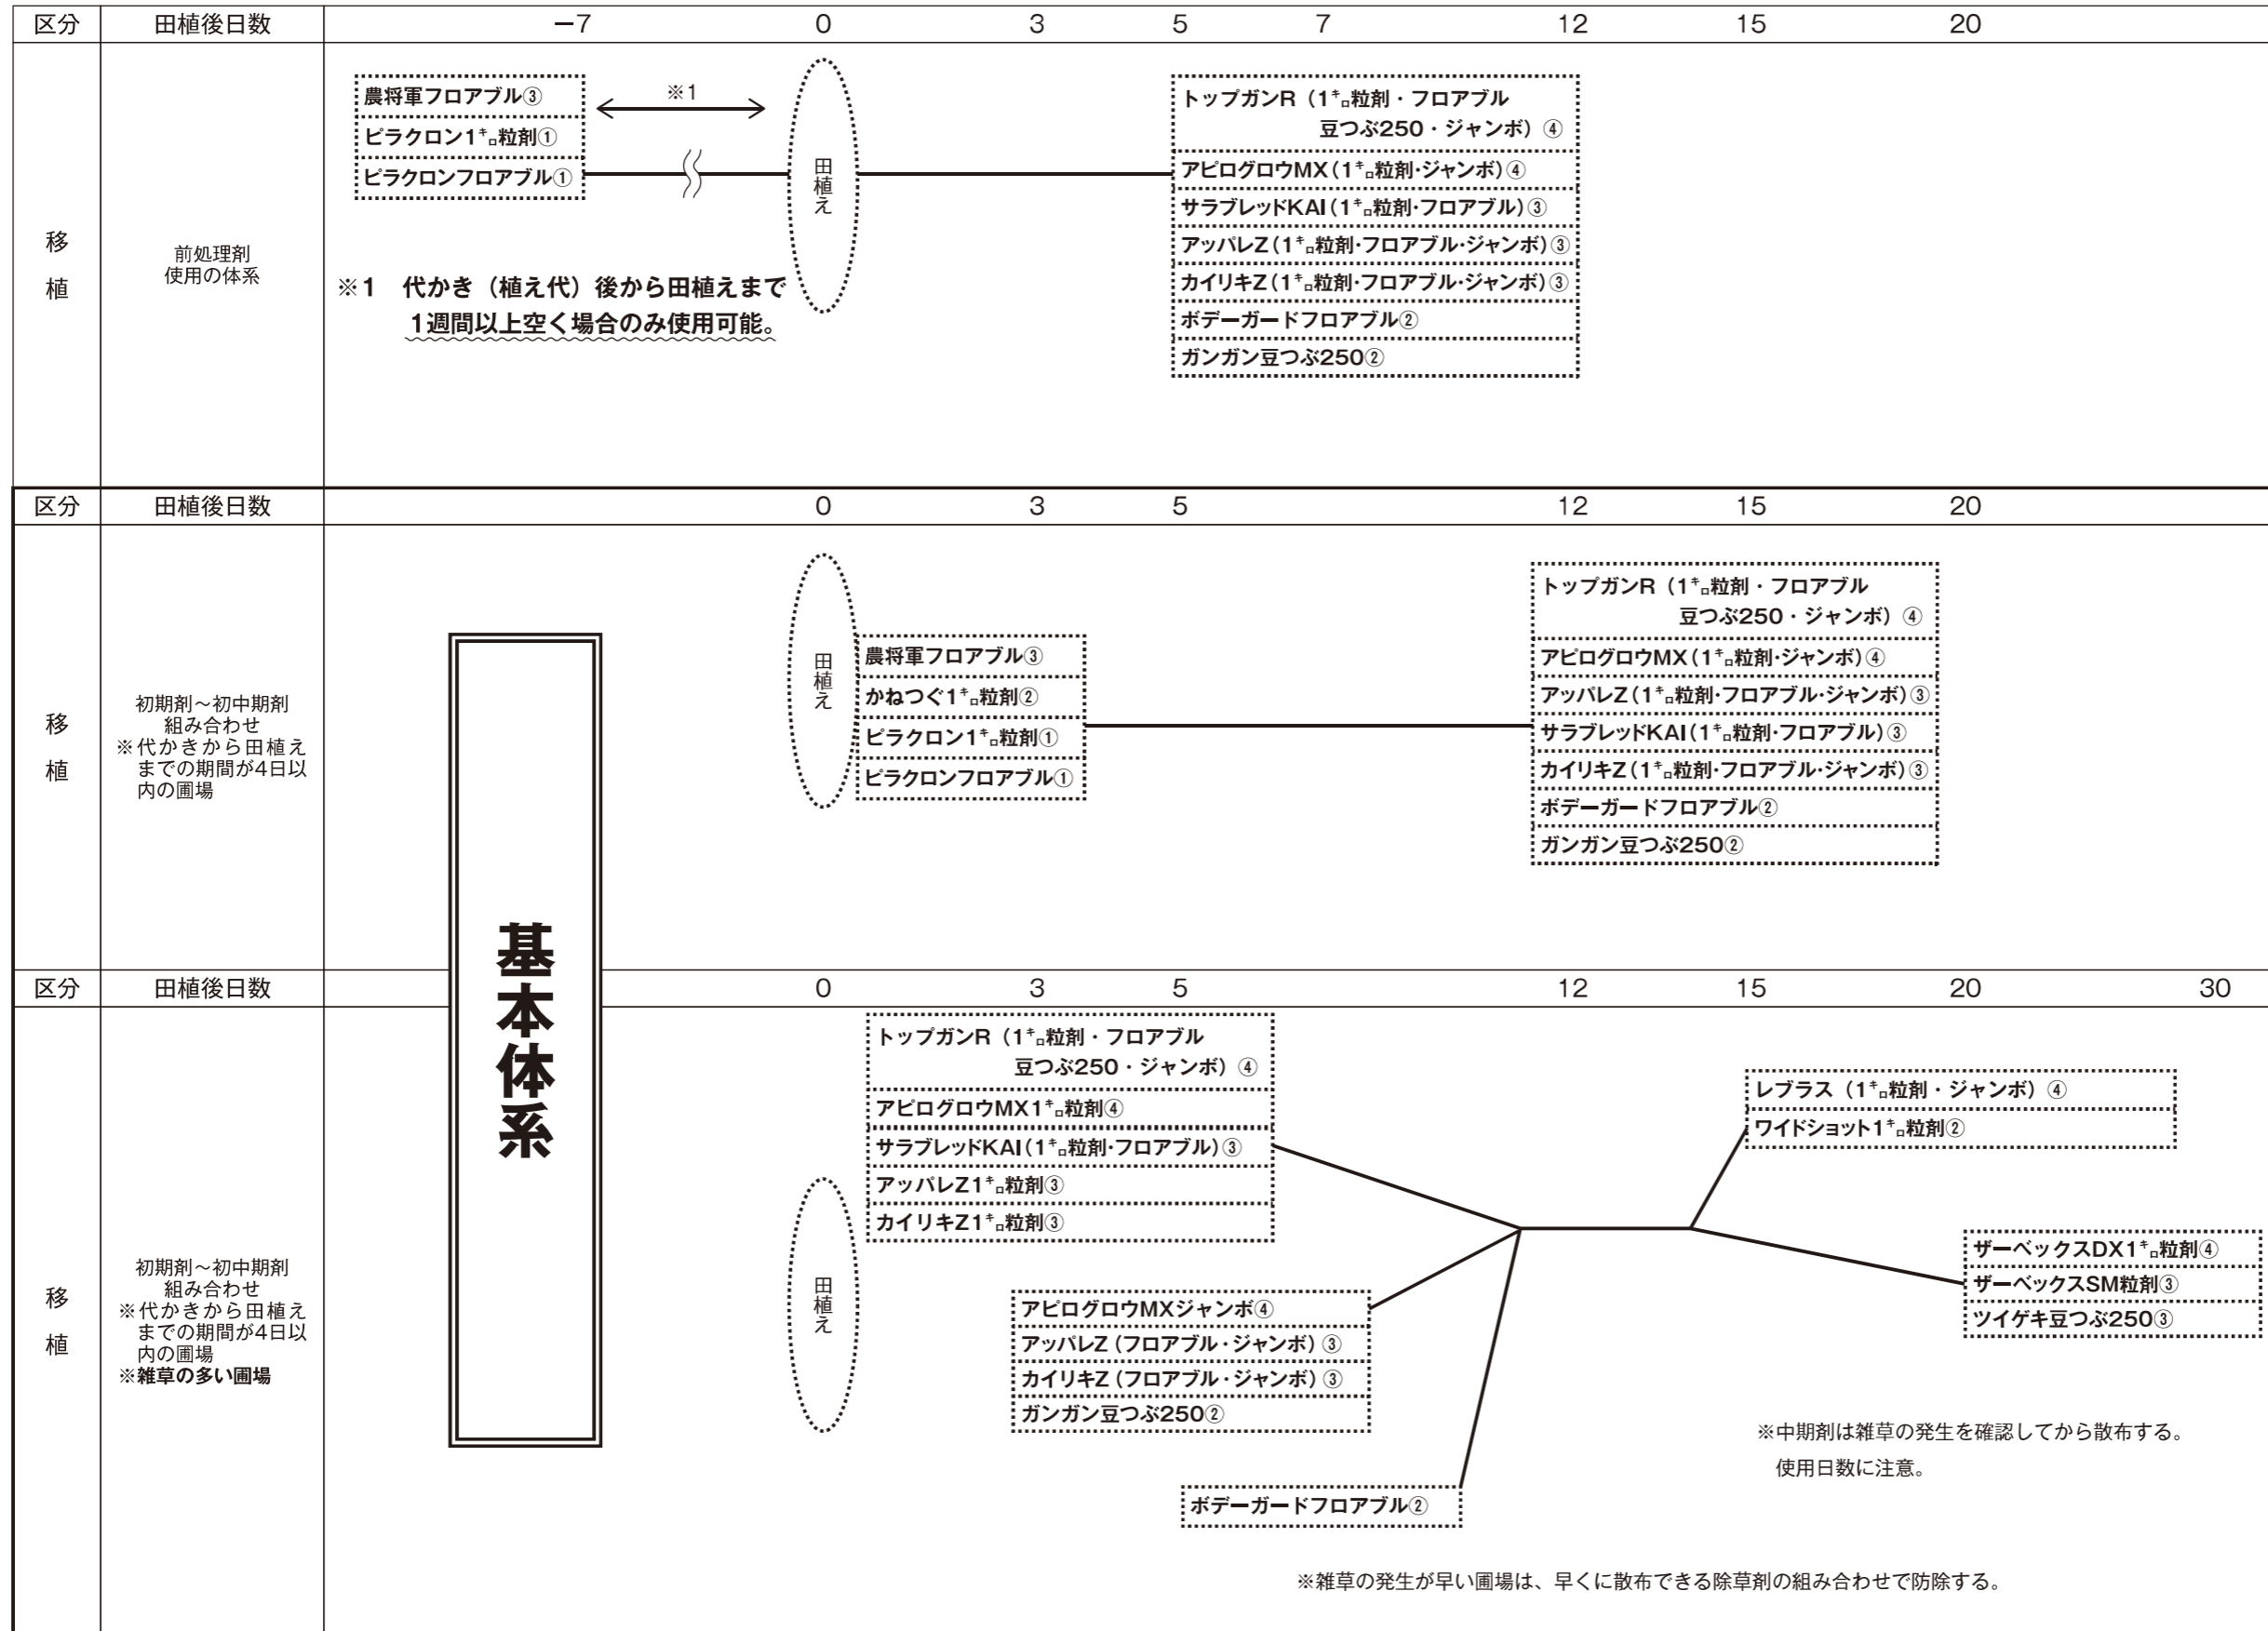 区分 田植後日数 −7 0 3 5 7 12 15 20
移植
前処理剤
使用の体系
農将軍フロアブル③
ピラクロン1㌔粒剤①
ピラクロンフロアブル①
※1
※1 代かき（植え代）後から田植えまで
1週間以上空く場合のみ使用可能。
田植え
トップガンR（1㌔粒剤・フロアブル
豆つぶ250・ジャンボ）④
アピログロウMX（1㌔粒剤・ジャンボ）④
サラブレッドKAI（1㌔粒剤・フロアブル）③
アッパレZ（1㌔粒剤・フロアブル・ジャンボ）③
カイリキZ（1㌔粒剤・フロアブル・ジャンボ）③
ボデーガードフロアブル②
ガンガン豆つぶ250②
区分 田植後日数 0 3 5 12 15 20
移植
初期剤～初中期剤
組み合わせ
※代かきから田植え
までの期間が4日以
内の圃場
基本体系
田植え
農将軍フロアブル③
かねつぐ1㌔粒剤②
ピラクロン1㌔粒剤①
ピラクロンフロアブル①
トップガンR（1㌔粒剤・フロアブル
豆つぶ250・ジャンボ）④
アピログロウMX（1㌔粒剤・ジャンボ）④
アッパレZ（1㌔粒剤・フロアブル・ジャンボ）③
サラブレッドKAI（1㌔粒剤・フロアブル）③
カイリキZ（1㌔粒剤・フロアブル・ジャンボ）③
ボデーガードフロアブル②
ガンガン豆つぶ250②
区分 田植後日数 0 3 5 12 15 20 30
移植
初期剤～初中期剤
組み合わせ
※代かきから田植え
までの期間が4日以
内の圃場
※雑草の多い圃場
田植え
トップガンR（1㌔粒剤・フロアブル
豆つぶ250・ジャンボ）④
アピログロウMX1㌔粒剤④
サラブレッドKAI（1㌔粒剤・フロアブル）③
アッパレZ1㌔粒剤③
カイリキZ1㌔粒剤③
アピログロウMXジャンボ④
アッパレZ（フロアブル・ジャンボ）③
カイリキZ（フロアブル・ジャンボ）③
ガンガン豆つぶ250②
ボデーガードフロアブル②
レブラス（1㌔粒剤・ジャンボ）④
ワイドショット1㌔粒剤②
ザーベックスDX1㌔粒剤④
ザーベックスSM粒剤③
ツイゲキ豆つぶ250③
※中期剤は雑草の発生を確認してから散布する。
使用日数に注意。
※雑草の発生が早い圃場は、早くに散布できる除草剤の組み合わせで防除する。